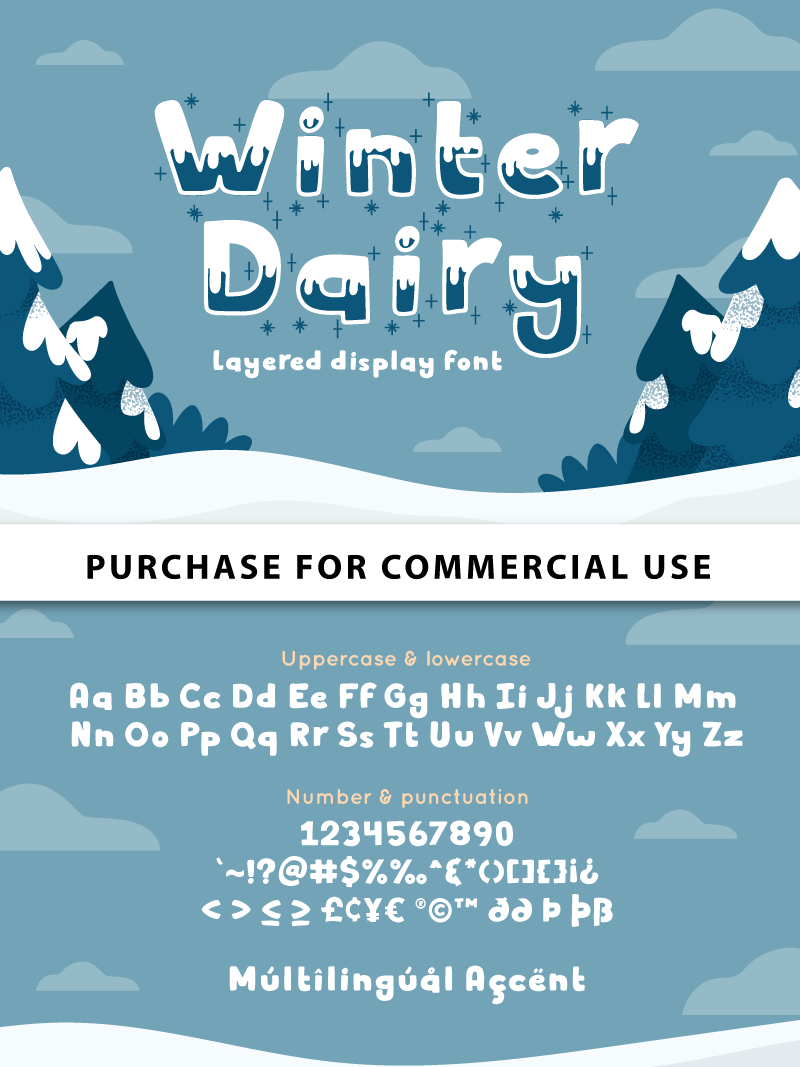 Winter
Dairy
Layered display font
PURCHASE FOR COMMERCIAL USE
Uppercase & lowercase
Aa Bb Cc Dd Ee Ff Gg Hh Ii Jj Kk Ll Mm
Nn Oo Pp Qq Rr Ss Tt Uu Vv Ww Xx Yy Zz
Number & punctuation
1234567890
`~!?@#$%‰^&*()[]{}¡¿
< > ≤ ≥ £¢¥€ ®©™ ðð Þ þß
Múltîlingúål Aşcënt